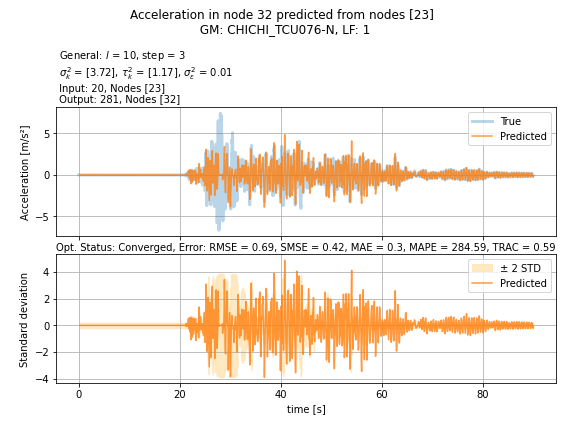 Acceleration in node 32 predicted from nodes [23]
GM: CHICHI_TCU076-N, LF: 1
General: l = 10, step = 3
σ²ₖ = [3.72], τ²ₖ = [1.17], σ²ε = 0.01
Input: 20, Nodes [23]
Output: 281, Nodes [32]
5
0
−5
Acceleration [m/s²]
True
Predicted
Opt. Status: Converged, Error: RMSE = 0.69, SMSE = 0.42, MAE = 0.3, MAPE = 284.59, TRAC = 0.59
4
2
0
−2
−4
Standard deviation
± 2 STD
Predicted
0 20 40 60 80
time [s]